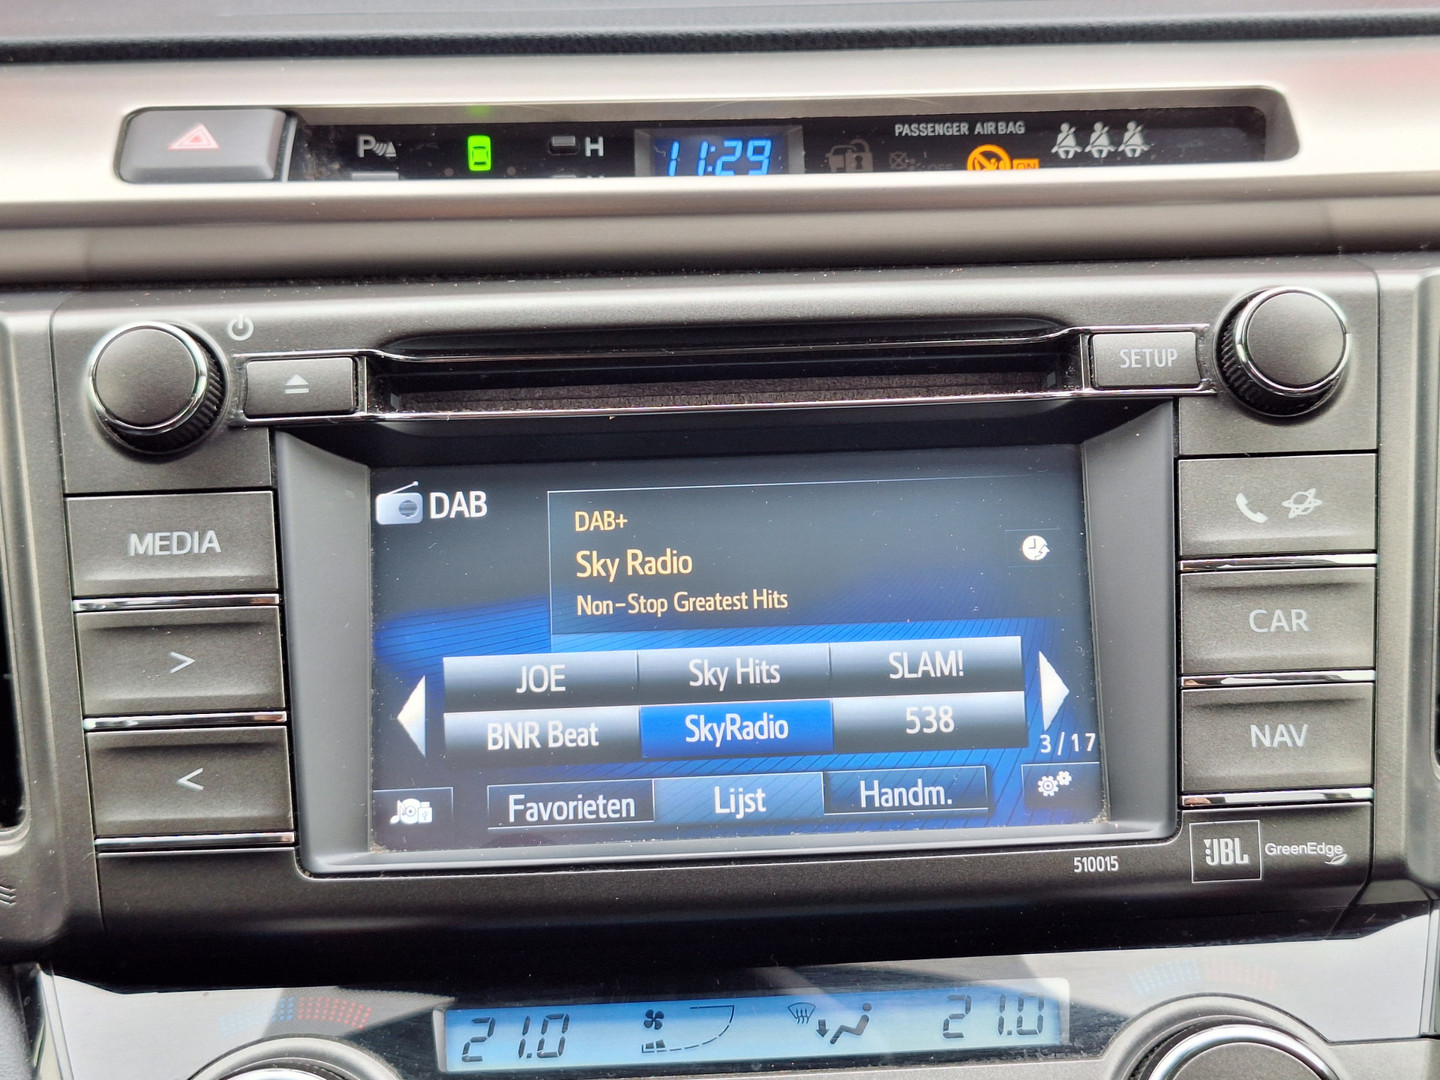 P
H
11:29
PASSENGER AIR BAG
ON
SETUP
MEDIA
DAB
DAB+
Sky Radio
Non-Stop Greatest Hits
JOE
Sky Hits
SLAM!
BNR Beat
SkyRadio
538
3/17
Favorieten
Lijst
Handm.
CAR
NAV
510015
JBL
GreenEdge
21.0
21.0